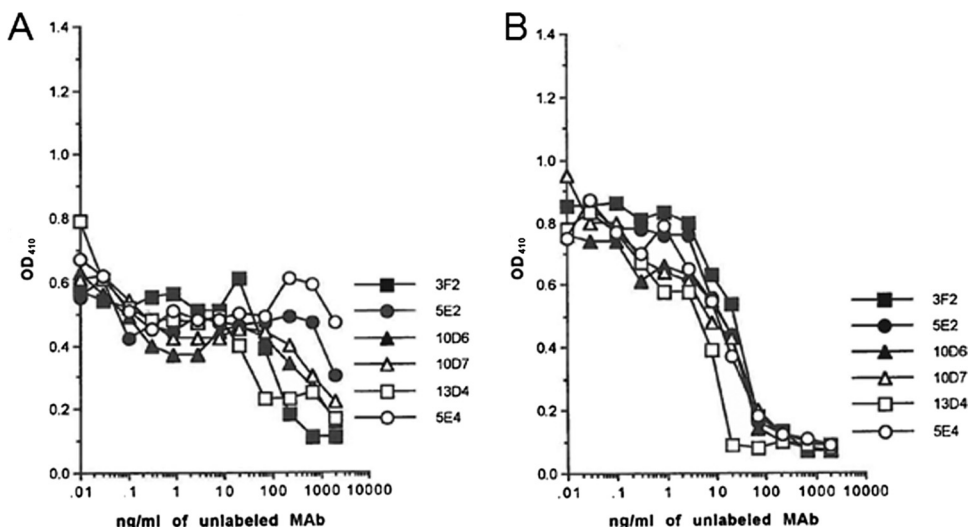 A
1.4
1.2
1.0
0.8
0.6
0.4
0.2
0.0
OD410
.01 .1 1 10 100 1000 10000
ng/ml of unlabeled MAb
3F2
5E2
10D6
10D7
13D4
5E4
B
1.4
1.2
1.0
0.8
0.6
0.4
0.2
0.0
OD410
.01 .1 1 10 100 1000 10000
ng/ml of unlabeled MAb
3F2
5E2
10D6
10D7
13D4
5E4